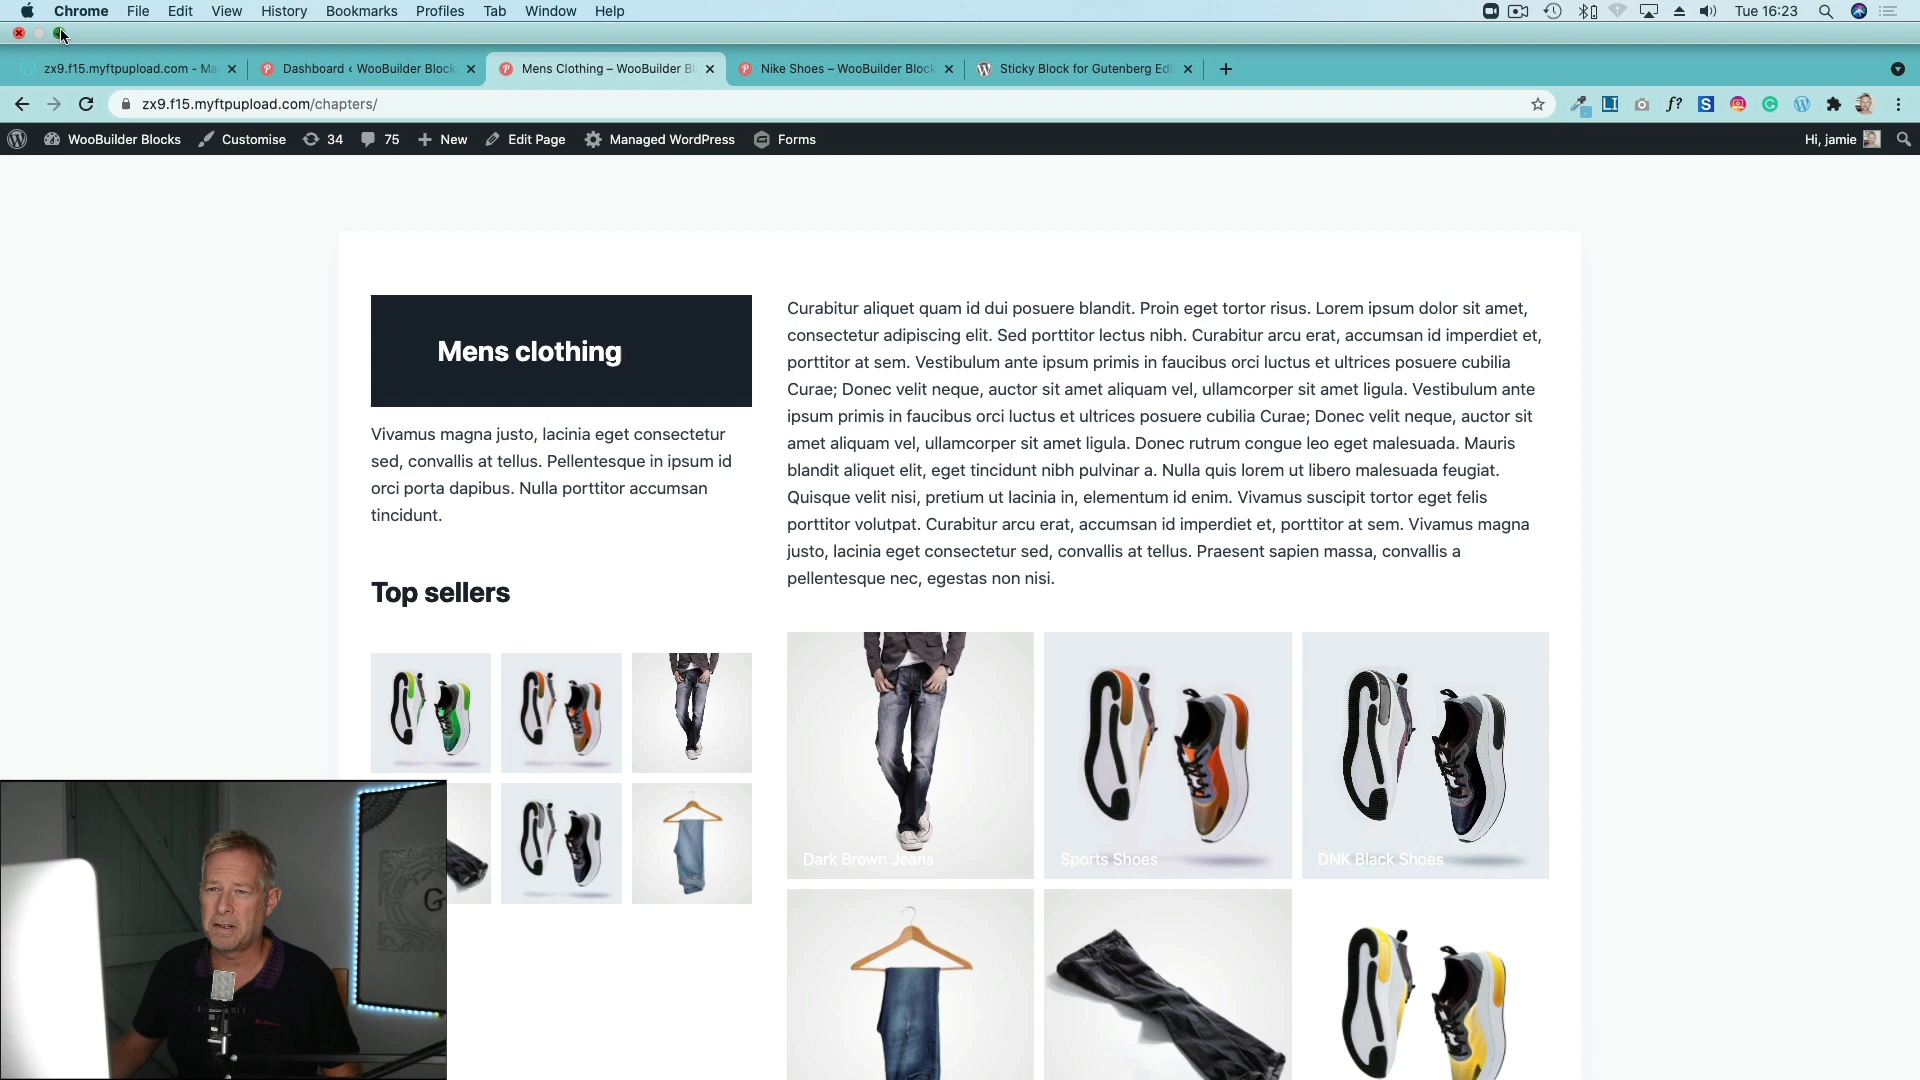 Chrome File Edit View History Bookmarks Profiles Tab Window Help Tue 16:23
zx9.f15.myftpupload.com - Ma Dashboard ‹ WooBuilder Block Mens Clothing – WooBuilder Bl Nike Shoes – WooBuilder Block Sticky Block for Gutenberg Edi
zx9.f15.myftpupload.com/chapters/ LI f? S G
WooBuilder Blocks Customise 34 75 New Edit Page Managed WordPress Forms Hi, jamie
Mens clothing
Vivamus magna justo, lacinia eget consectetur
sed, convallis at tellus. Pellentesque in ipsum id
orci porta dapibus. Nulla porttitor accumsan
tincidunt.
Top sellers
Curabitur aliquet quam id dui posuere blandit. Proin eget tortor risus. Lorem ipsum dolor sit amet,
consectetur adipiscing elit. Sed porttitor lectus nibh. Curabitur arcu erat, accumsan id imperdiet et,
porttitor at sem. Vestibulum ante ipsum primis in faucibus orci luctus et ultrices posuere cubilia
Curae; Donec velit neque, auctor sit amet aliquam vel, ullamcorper sit amet ligula. Vestibulum ante
ipsum primis in faucibus orci luctus et ultrices posuere cubilia Curae; Donec velit neque, auctor sit
amet aliquam vel, ullamcorper sit amet ligula. Donec rutrum congue leo eget malesuada. Mauris
blandit aliquet elit, eget tincidunt nibh pulvinar a. Nulla quis lorem ut libero malesuada feugiat.
Quisque velit nisi, pretium ut lacinia in, elementum id enim. Vivamus suscipit tortor eget felis
porttitor volutpat. Curabitur arcu erat, accumsan id imperdiet et, porttitor at sem. Vivamus magna
justo, lacinia eget consectetur sed, convallis at tellus. Praesent sapien massa, convallis a
pellentesque nec, egestas non nisi.
Dark Brown Jeans Sports Shoes DNK Black Shoes